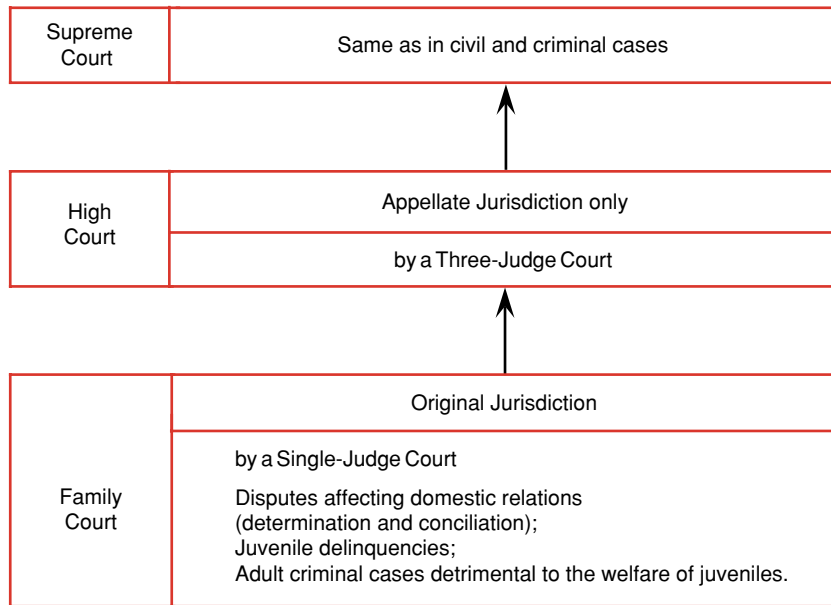 Supreme
Court
Same as in civil and criminal cases
High
Court
Appellate Jurisdiction only
by a Three-Judge Court
Family
Court
Original Jurisdiction
by a Single-Judge Court
Disputes affecting domestic relations
(determination and conciliation);
Juvenile delinquencies;
Adult criminal cases detrimental to the welfare of juveniles.